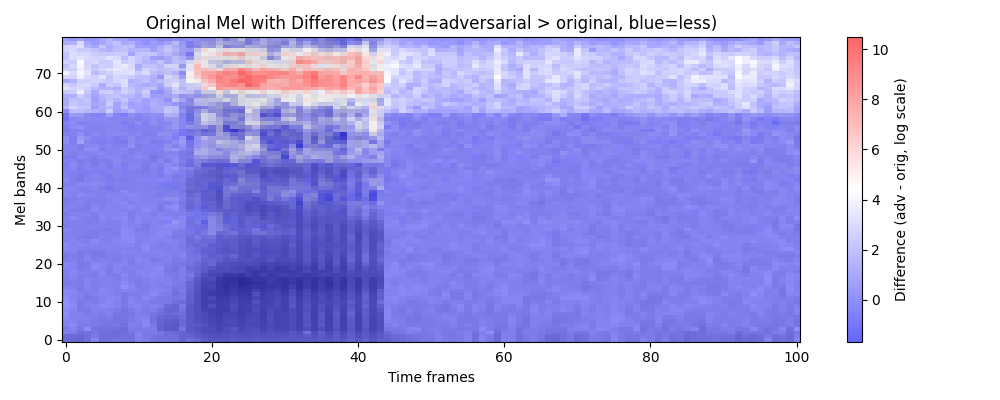 Original Mel with Differences (red=adversarial > original, blue=less)
Mel bands
70
60
50
40
30
20
10
0
0 20 40 60 80 100
Time frames
10
8
6
4
2
0
Difference (adv - orig, log scale)